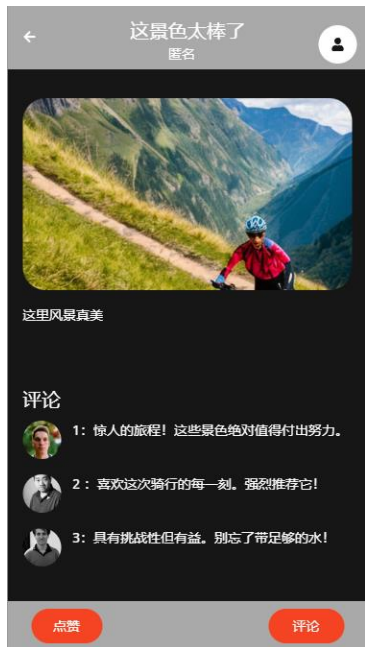 这景色太棒了
匿名
这里风景真美
评论
1：惊人的旅程！这些景色绝对值得付出努力。
2：喜欢这次骑行的每一刻。强烈推荐它！
3：具有挑战性但有益。别忘了带足够的水！
点赞
评论